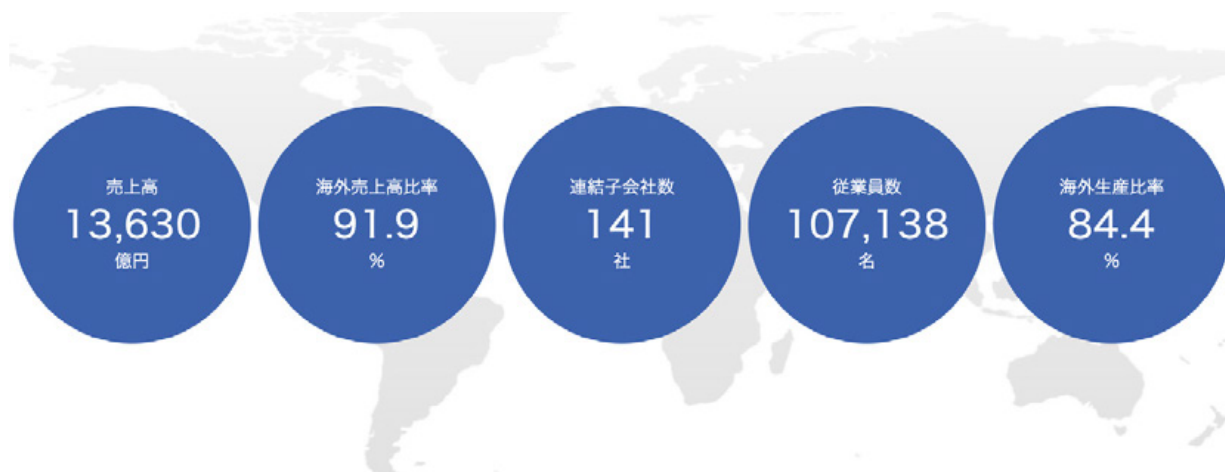 売上高
13,630
億円
海外売上高比率
91.9
%
連結子会社数
141
社
従業員数
107,138
名
海外生産比率
84.4
%